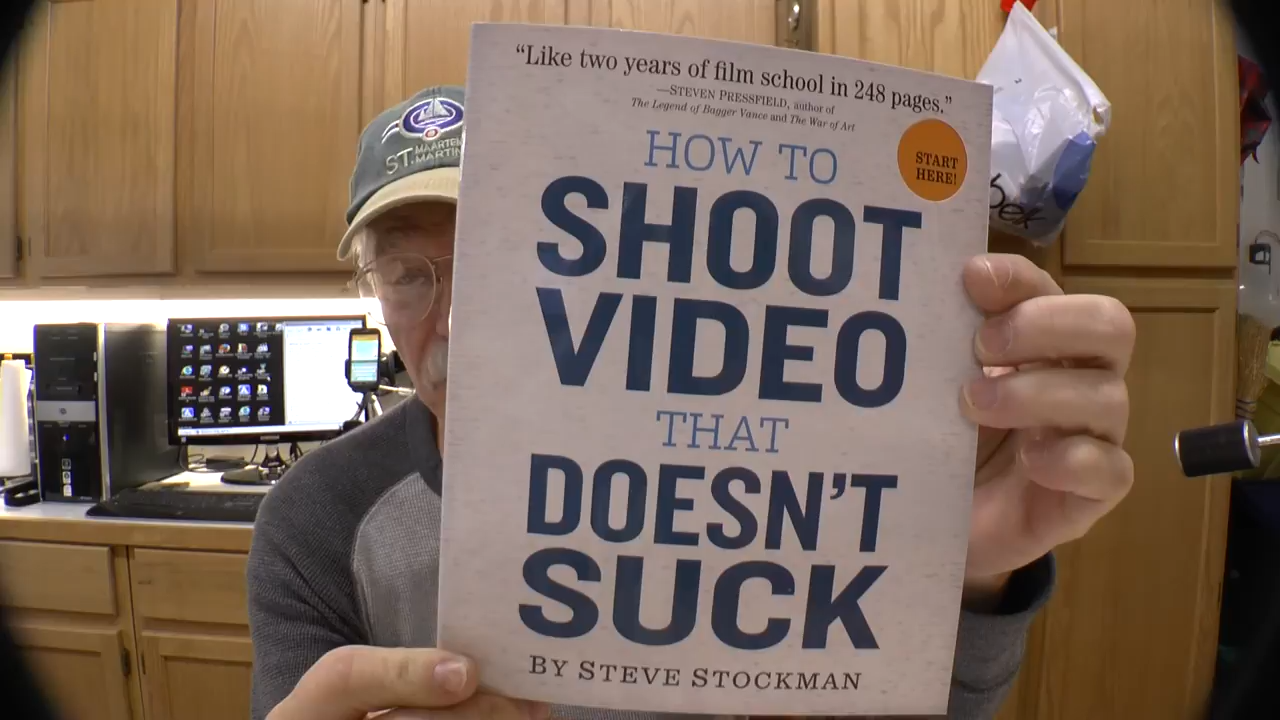 “Like two years of film school in 248 pages.”
—STEVEN PRESSFIELD, author of
The Legend of Bagger Vance and The War of Art
START
HERE!
HOW TO
SHOOT
VIDEO
THAT
DOESN’T
SUCK
BY STEVE STOCKMAN
ST. MAARTEN
ST. MARTIN